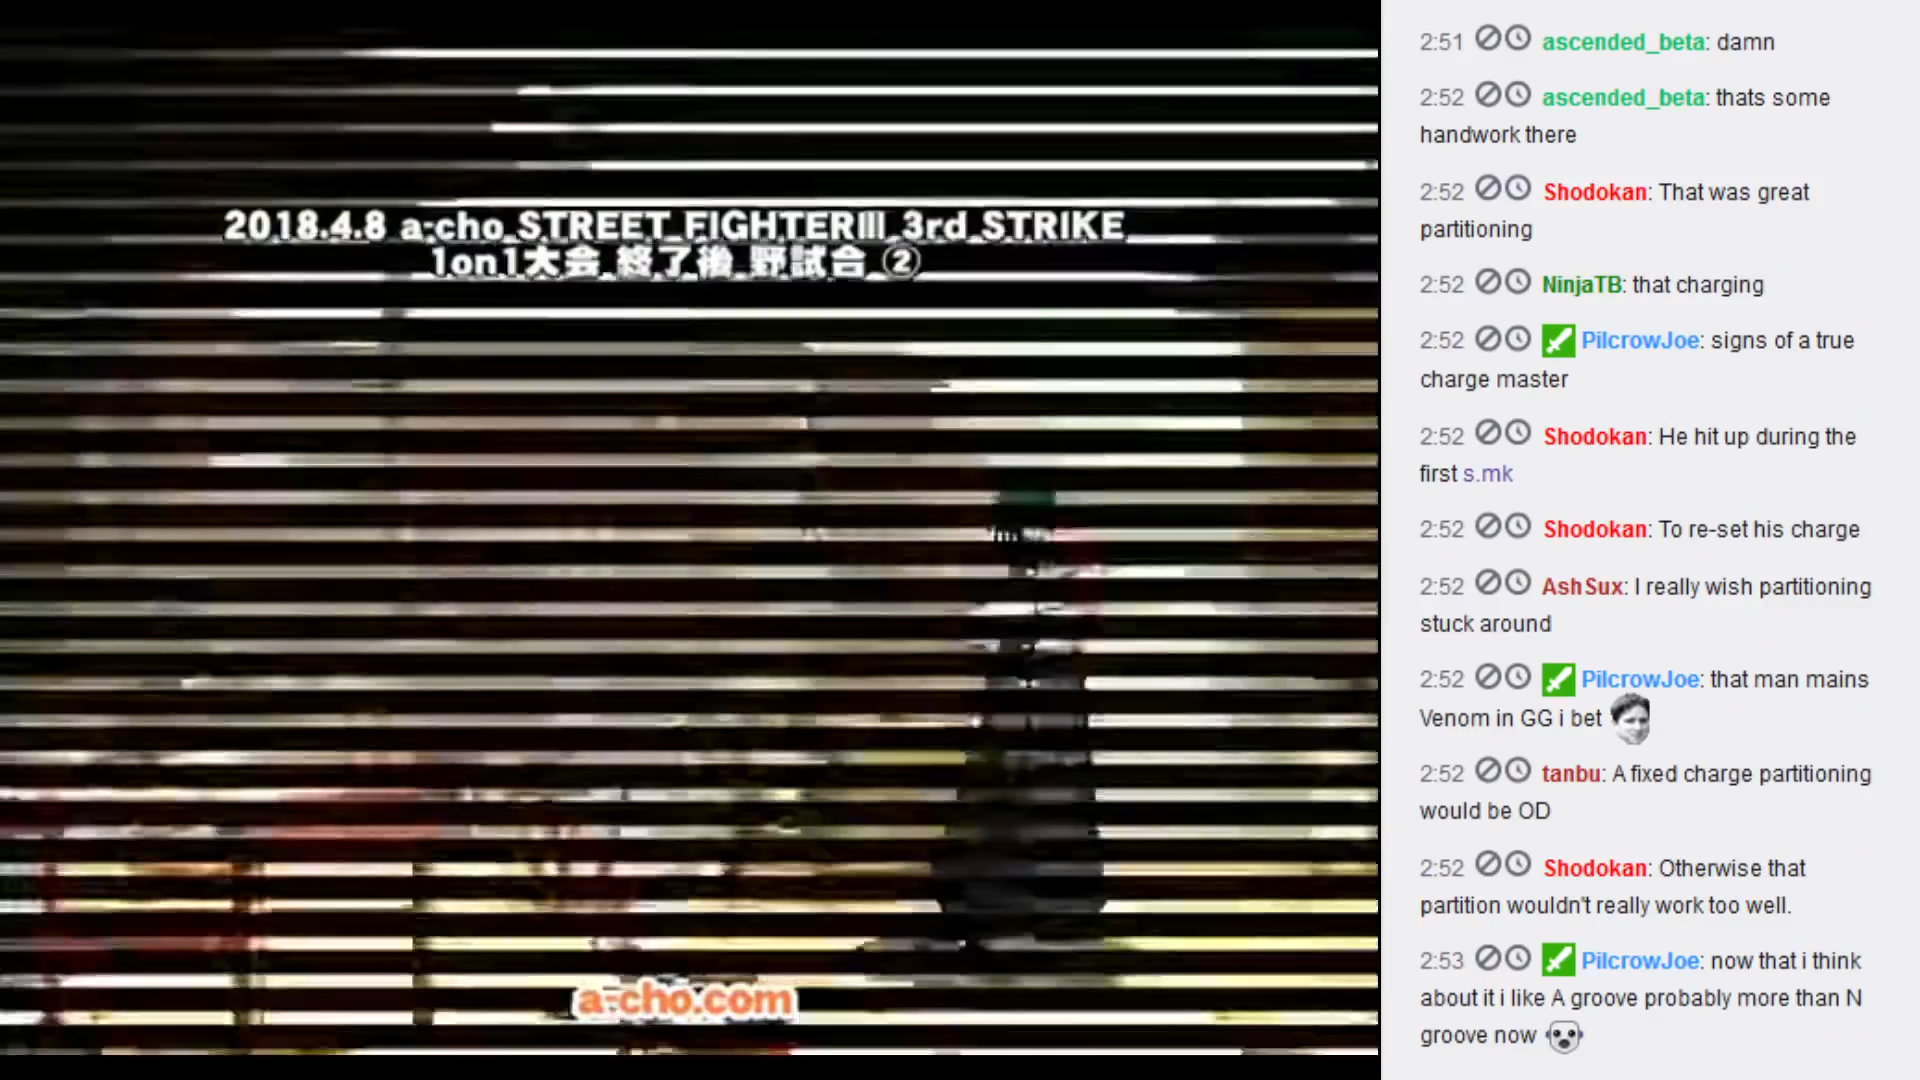 2018.4.8 a-cho STREET FIGHTERIII 3rd STRIKE
1on1大会 終了後 野試合 ②
a-cho.com
2:51 ascended_beta: damn
2:52 ascended_beta: thats some
handwork there
2:52 Shodokan: That was great
partitioning
2:52 NinjaTB: that charging
2:52 PilcrowJoe: signs of a true
charge master
2:52 Shodokan: He hit up during the
first s.mk
2:52 Shodokan: To re-set his charge
2:52 AshSux: I really wish partitioning
stuck around
2:52 PilcrowJoe: that man mains
Venom in GG i bet
2:52 tanbu: A fixed charge partitioning
would be OD
2:52 Shodokan: Otherwise that
partition wouldn't really work too well.
2:53 PilcrowJoe: now that i think
about it i like A groove probably more than N
groove now